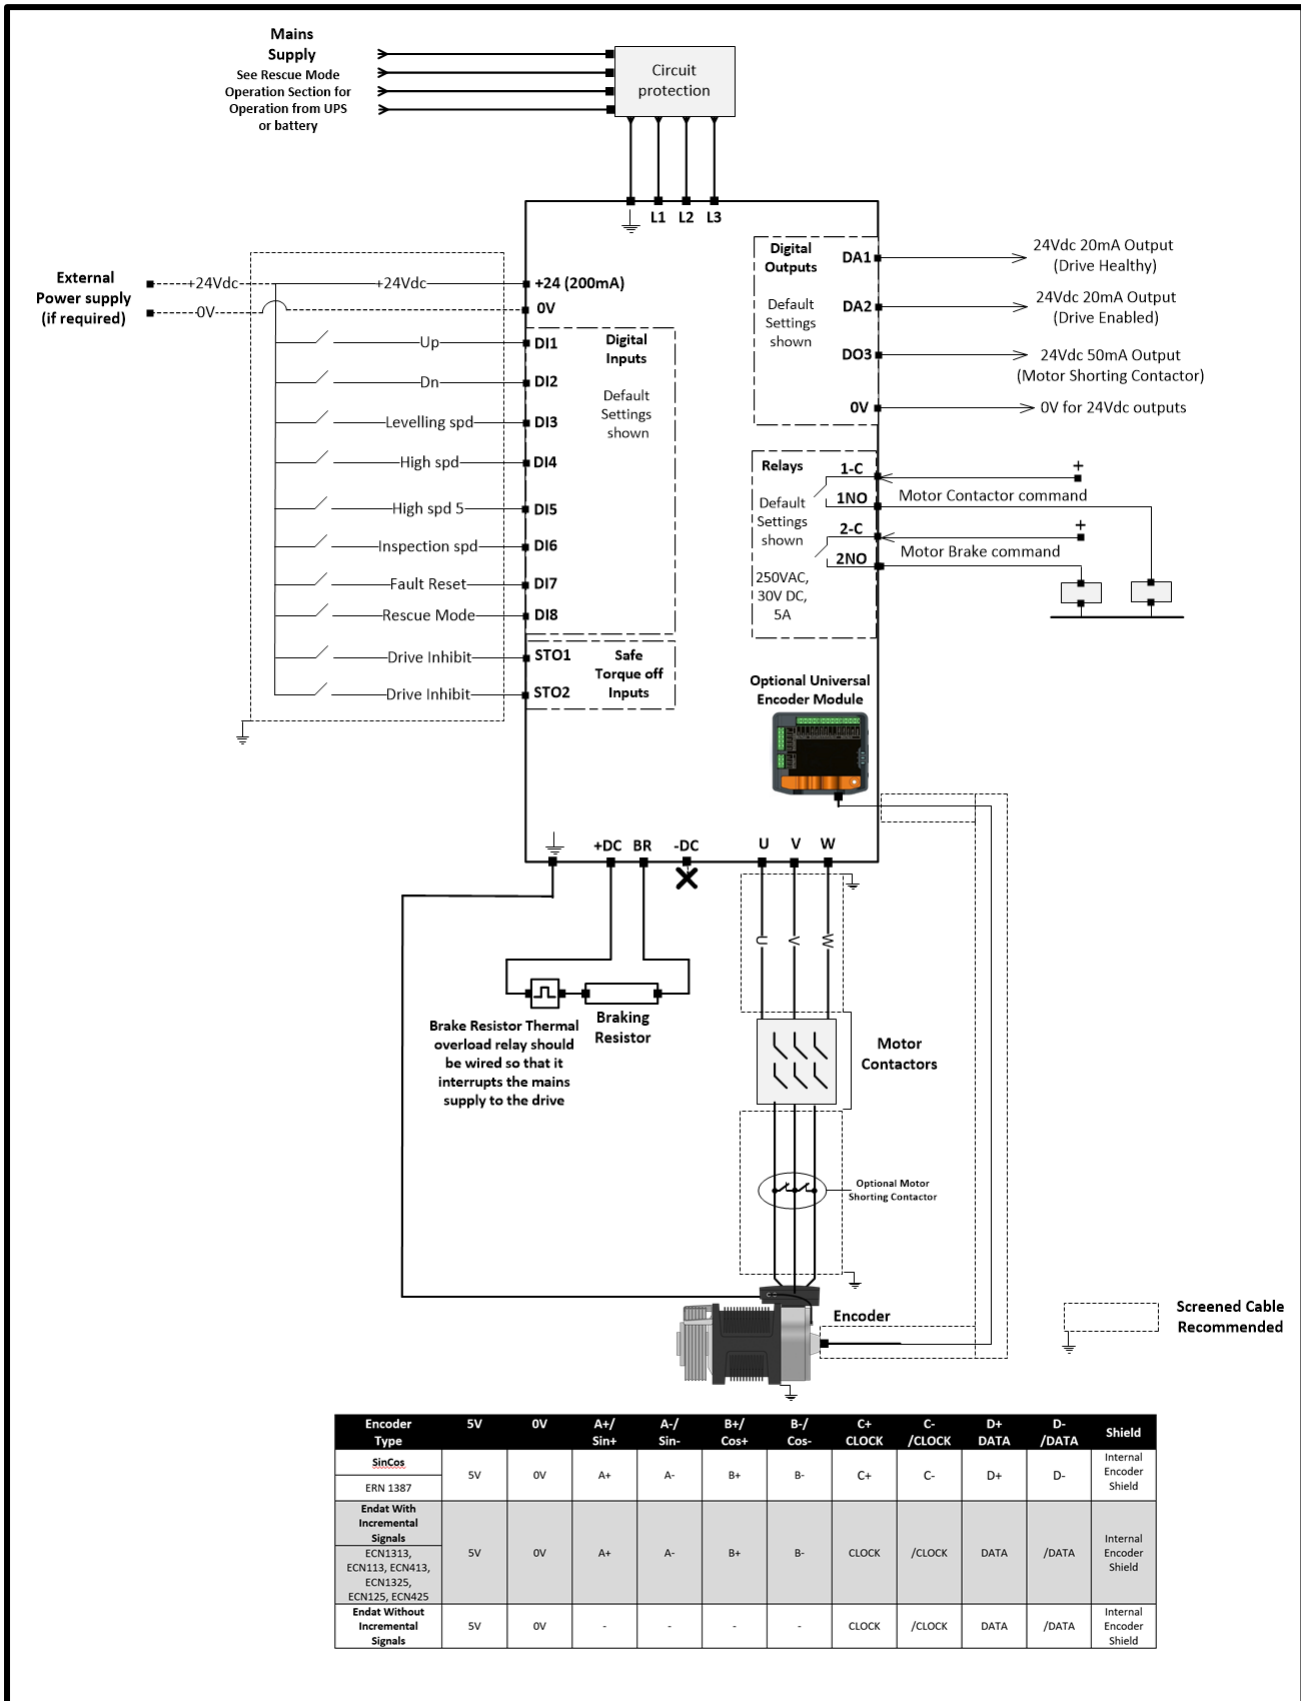 Mains
Supply
See Rescue Mode
Operation Section for
Operation from UPS
or battery
Circuit
protection
L1 L2 L3
External
Power supply
(if required)
+24Vdc
0V
+24Vdc
+24 (200mA)
0V
Up
DI1
Dn
DI2
Levelling spd
DI3
High spd
DI4
High spd 5
DI5
Inspection spd
DI6
Fault Reset
DI7
Rescue Mode
DI8
Drive Inhibit
STO1
Drive Inhibit
STO2
Digital
Inputs
Default
Settings
shown
Safe
Torque off
Inputs
Digital
Outputs
Default
Settings
shown
DA1
DA2
DO3
0V
24Vdc 20mA Output
(Drive Healthy)
24Vdc 20mA Output
(Drive Enabled)
24Vdc 50mA Output
(Motor Shorting Contactor)
0V for 24Vdc outputs
Relays
Default
Settings
shown
250VAC,
30V DC,
5A
1-C
1NO
2-C
2NO
+
Motor Contactor command
+
Motor Brake command
Optional Universal
Encoder Module
+DC BR -DC U V W
U V W
Brake Resistor Thermal
overload relay should
be wired so that it
interrupts the mains
supply to the drive
Braking
Resistor
Motor
Contactors
Optional Motor
Shorting Contactor
Encoder
Screened Cable
Recommended
Encoder Type 5V 0V A+/ Sin+ A-/ Sin- B+/ Cos+ B-/ Cos- C+ CLOCK C- /CLOCK D+ DATA D- /DATA Shield
SinCos
ERN 1387
5V 0V A+ A- B+ B- C+ C- D+ D- Internal Encoder Shield
Endat With
Incremental
Signals
ECN1313,
ECN113, ECN413,
ECN1325,
ECN125, ECN425
5V 0V A+ A- B+ B- CLOCK /CLOCK DATA /DATA Internal Encoder Shield
Endat Without
Incremental
Signals
5V 0V - - - - CLOCK /CLOCK DATA /DATA Internal Encoder Shield